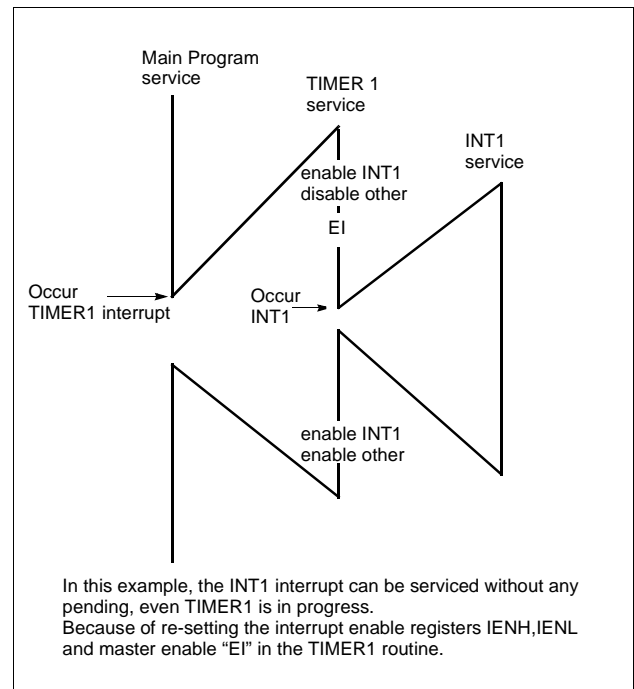 Main Program
service
TIMER 1
service
INT1
service
enable INT1
disable other
EI
Occur
TIMER1 interrupt
Occur
INT1
enable INT1
enable other
In this example, the INT1 interrupt can be serviced without any
pending, even TIMER1 is in progress.
Because of re-setting the interrupt enable registers IENH,IENL
and master enable “EI” in the TIMER1 routine.